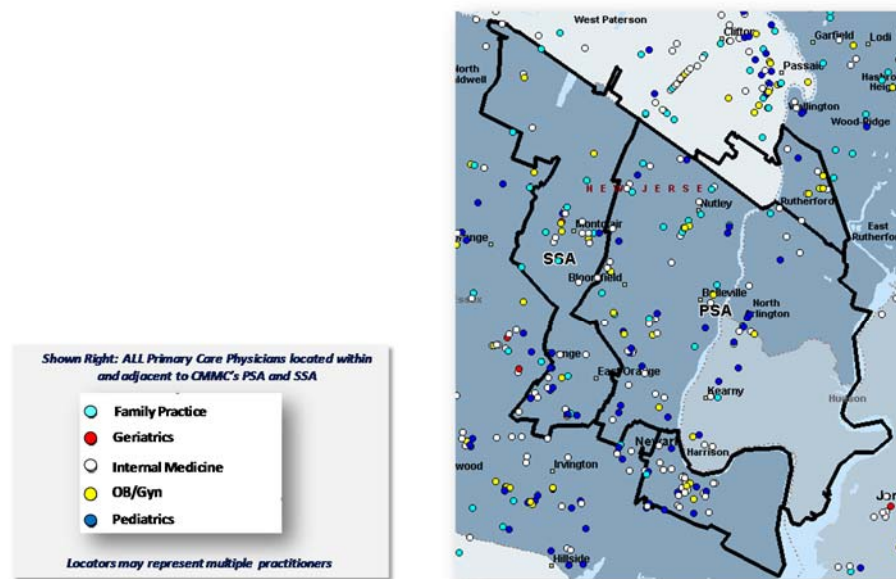 Shown Right: ALL Primary Care Physicians located within
and adjacent to CMMC's PSA and SSA
Family Practice
Geriatrics
Internal Medicine
OB/Gyn
Pediatrics
Locators may represent multiple practitioners
West Paterson
Clifton
Garfield
Lodi
North
Passaic
Wallington
Wood-Ridge
NEW JERSE
Nutley
Rutherford
Montclair
East
Rutherford
SSA
Bloomfield
Belleville
North
Arlington
PSA
East Orange
Kearny
Hudson
Newark
Harrison
Irvington
Hillside